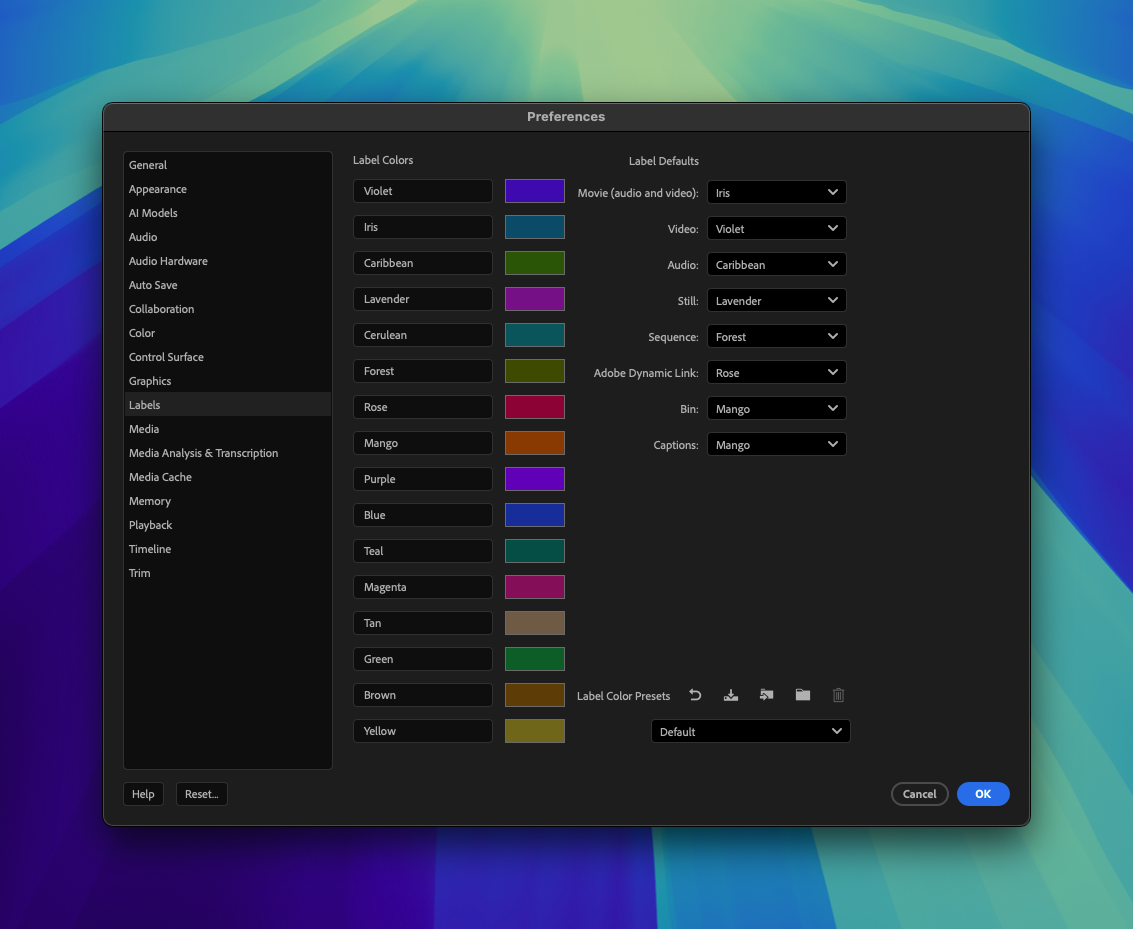 Preferences
General
Appearance
AI Models
Audio
Audio Hardware
Auto Save
Collaboration
Color
Control Surface
Graphics
Labels
Media
Media Analysis & Transcription
Media Cache
Memory
Playback
Timeline
Trim
Label Colors
Violet
Iris
Caribbean
Lavender
Cerulean
Forest
Rose
Mango
Purple
Blue
Teal
Magenta
Tan
Green
Brown
Yellow
Label Defaults
Movie (audio and video): Iris
Video: Violet
Audio: Caribbean
Still: Lavender
Sequence: Forest
Adobe Dynamic Link: Rose
Bin: Mango
Captions: Mango
Label Color Presets
Default
Help
Reset...
Cancel
OK